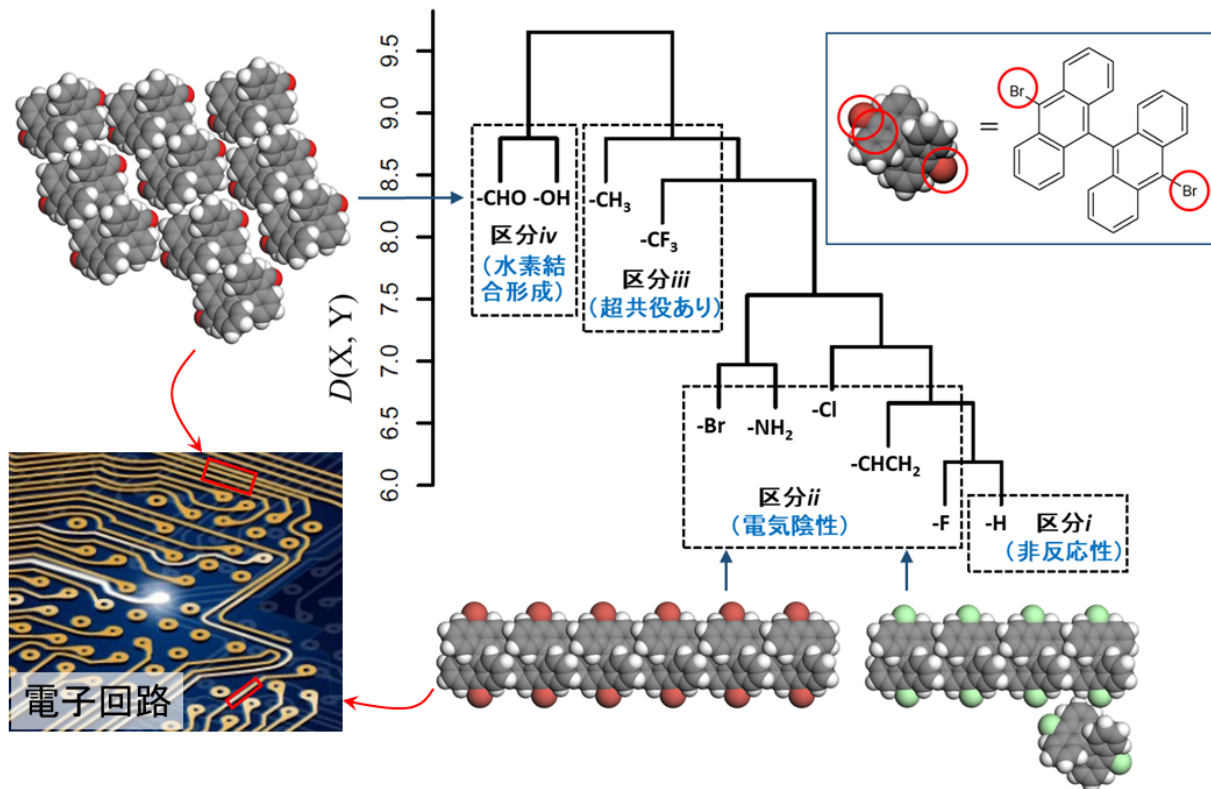 9.5
9.0
8.5
8.0
7.5
7.0
6.5
6.0
D(X, Y)
-CHO -OH
区分iv
(水素結
合形成)
-CH₃
-CF₃
区分iii
(超共役あり)
-Br
-NH₂
-Cl
-CHCH₂
-F
-H
区分ii
(電気陰性)
区分i
(非反応性)
=
Br
Br
電子回路